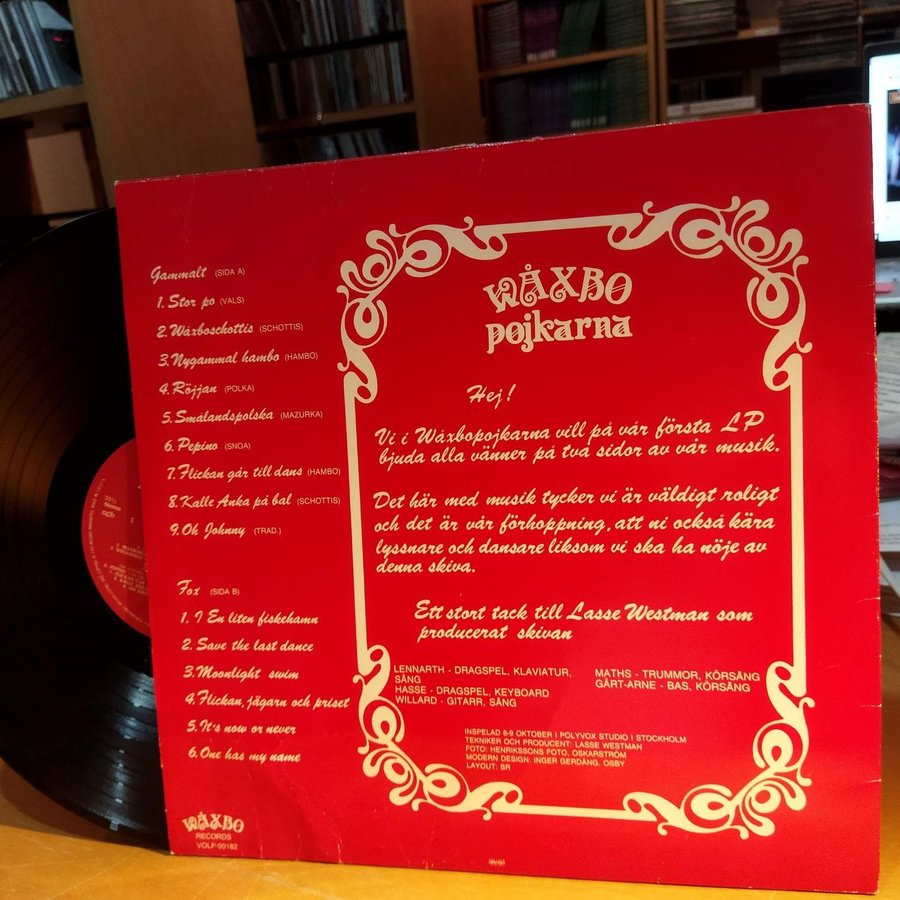 Gammalt (SIDA A)
1. Stor po (VALS)
2. Wåxboschottis (SCHOTTIS)
3. Nygammal hambo (HAMBO)
4. Röjjan (POLKA)
5. Smålandspolska (MAZURKA)
6. Pepino (SNOA)
7. Flickan går till dans (HAMBO)
8. Kalle Anka på bal (SCHOTTIS)
9. Oh Johnny (TRAD.)
Fox (SIDA B)
1. I En liten fiskehamn
2. Save the last dance
3. Moonlight swim
4. Flickan, jägarn och priset
5. It's now or never
6. One has my name
WÅXBO
RECORDS
VOLP-00182
WÅXBO
pojkarna
Hej!
Vi i Wåxbopojkarna vill på vår första LP
bjuda alla vänner på två sidor av vår musik.
Det här med musik tycker vi är väldigt roligt
och det är vår förhoppning, att ni också kära
lyssnare och dansare liksom vi ska ha nöje av
denna skiva.
Ett stort tack till Lasse Westman som
producerat skivan
LENNARTH - DRAGSPEL, KLAVIATUR,
SÅNG
HASSE - DRAGSPEL, KEYBOARD
WILLARD - GITARR, SÅNG
MATHS - TRUMMOR, KÖRSÅNG
GÄRT-ARNE - BAS, KÖRSÅNG
INSPELAD 6-9 OKTOBER I POLYVOX STUDIO I STOCKHOLM
TEKNIKER OCH PRODUCENT: LASSE WESTMAN
FOTO: HENRIKSSONS FOTO, OSKARSTRÖM
MODERN DESIGN: INGER GERDÅNG, OSBY
LAYOUT: BR
ncb